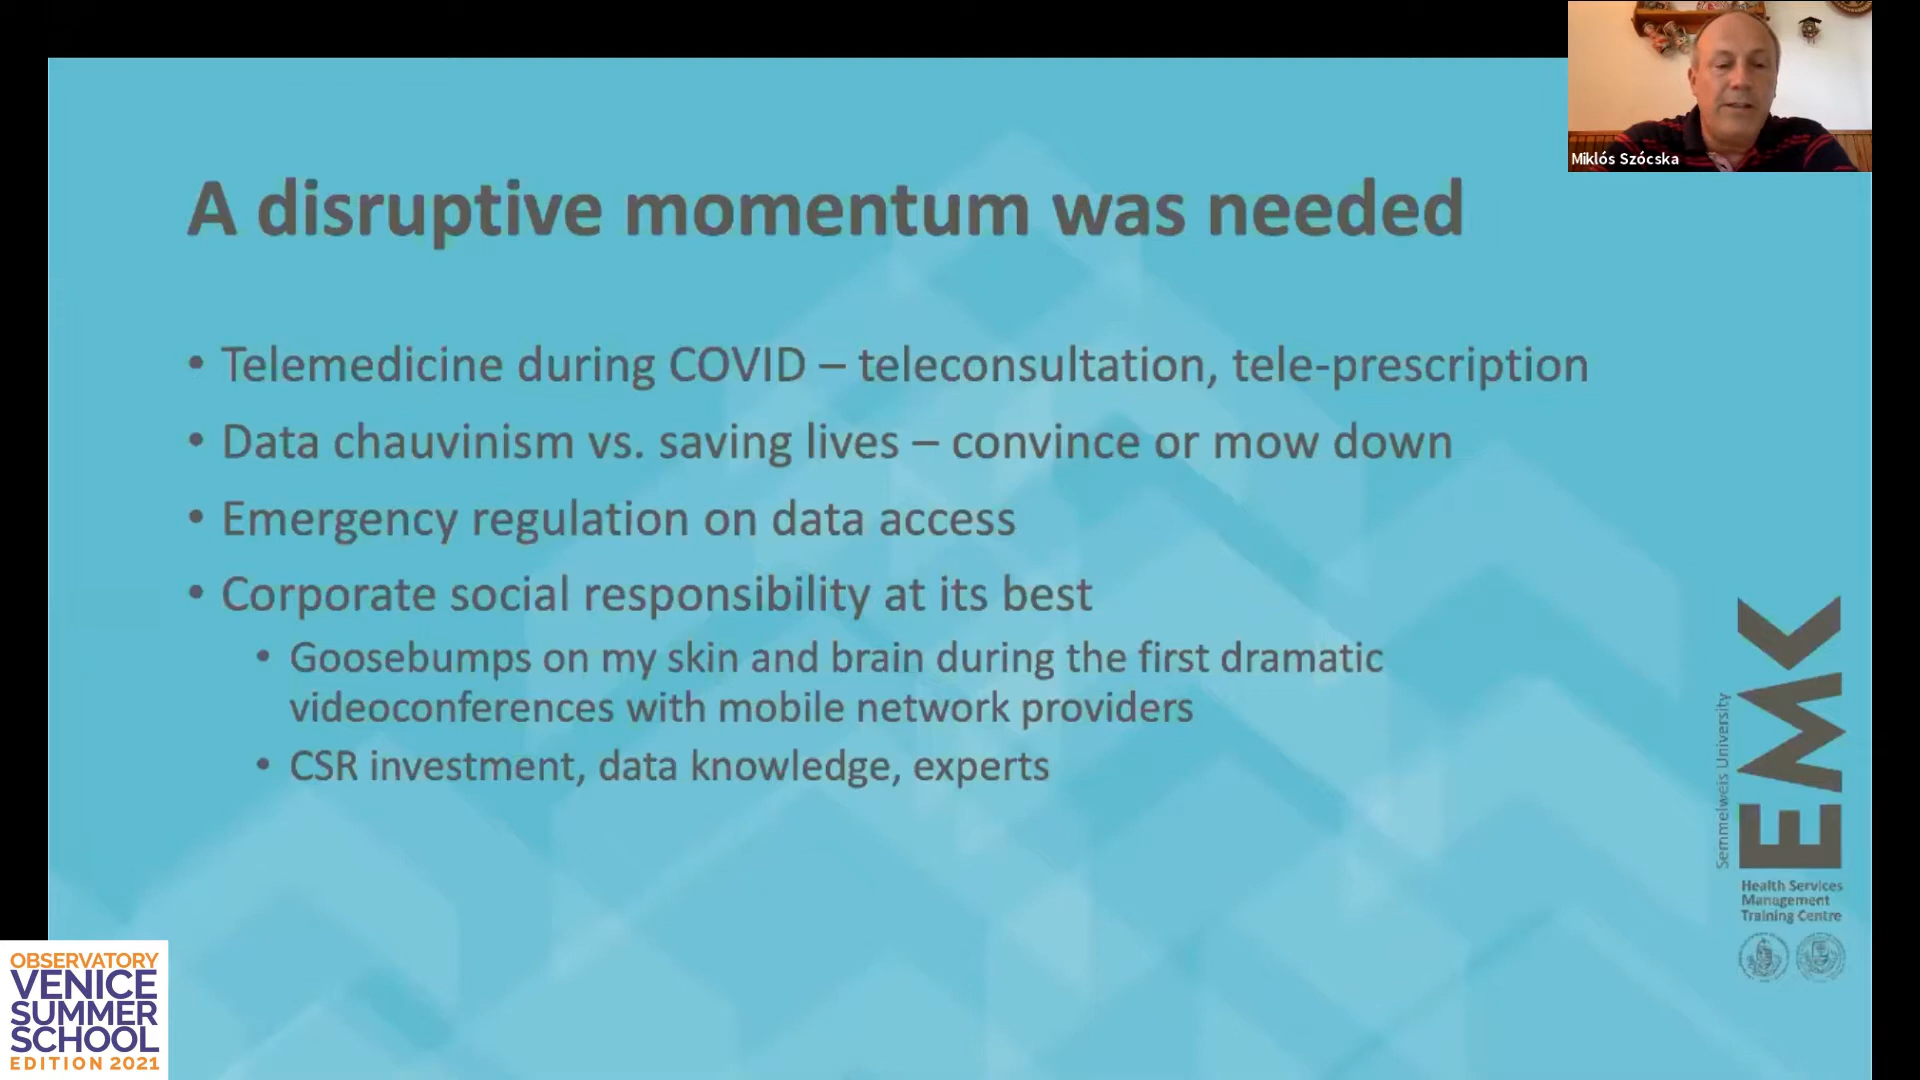 Miklós Szócska
A disruptive momentum was needed
• Telemedicine during COVID – teleconsultation, tele-prescription
• Data chauvinism vs. saving lives – convince or mow down
• Emergency regulation on data access
• Corporate social responsibility at its best
• Goosebumps on my skin and brain during the first dramatic
videoconferences with mobile network providers
• CSR investment, data knowledge, experts
Semmelweis University
EMK
Health Services
Management
Training Centre
OBSERVATORY
VENICE
SUMMER
SCHOOL
EDITION 2021